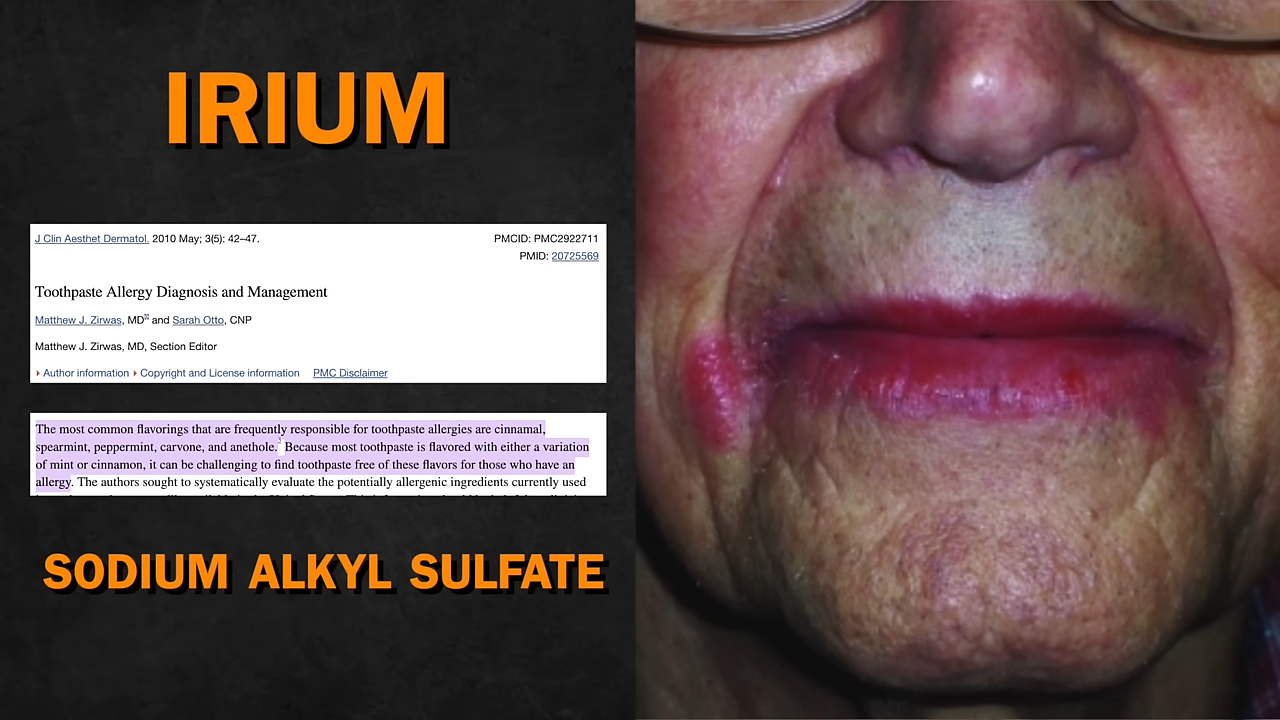 IRIUM
J Clin Aesthet Dermatol. 2010 May; 3(5): 42–47.
PMCID: PMC2922711
PMID: 20725569
Toothpaste Allergy Diagnosis and Management
Matthew J. Zirwas, MD and Sarah Otto, CNP
Matthew J. Zirwas, MD, Section Editor
Author information Copyright and License information PMC Disclaimer
The most common flavorings that are frequently responsible for toothpaste allergies are cinnamal,
spearmint, peppermint, carvone, and anethole. Because most toothpaste is flavored with either a variation
of mint or cinnamon, it can be challenging to find toothpaste free of these flavors for those who have an
allergy. The authors sought to systematically evaluate the potentially allergenic ingredients currently used
SODIUM ALKYL SULFATE